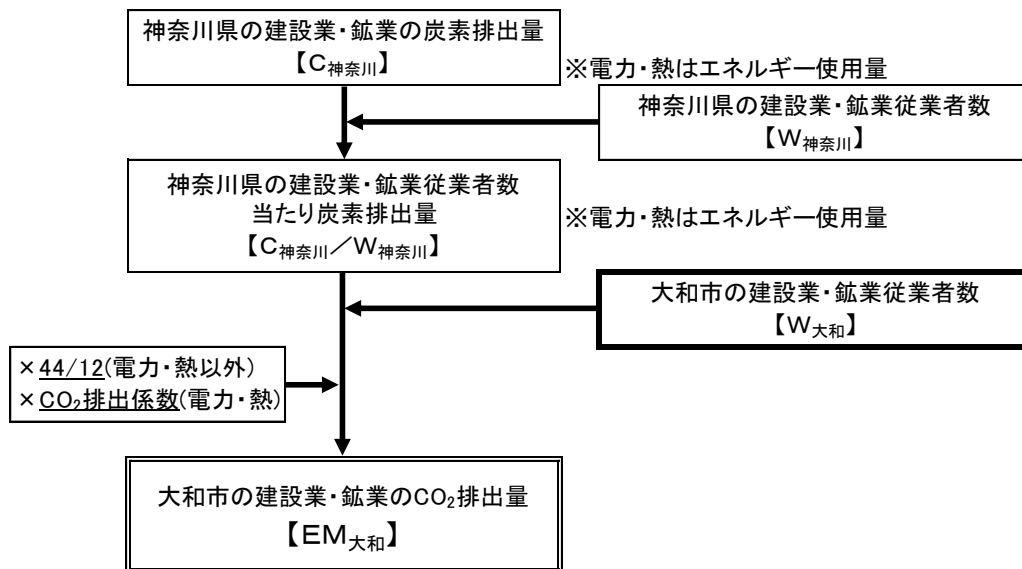 神奈川県の建設業・鉱業の炭素排出量
【C神奈川】
※電力・熱はエネルギー使用量
神奈川県の建設業・鉱業従業者数
【W神奈川】
神奈川県の建設業・鉱業従業者数
当たり炭素排出量
【C神奈川／W神奈川】
※電力・熱はエネルギー使用量
大和市の建設業・鉱業従業者数
【W大和】
×44/12(電力・熱以外)
×CO₂排出係数(電力・熱)
大和市の建設業・鉱業のCO₂排出量
【EM大和】